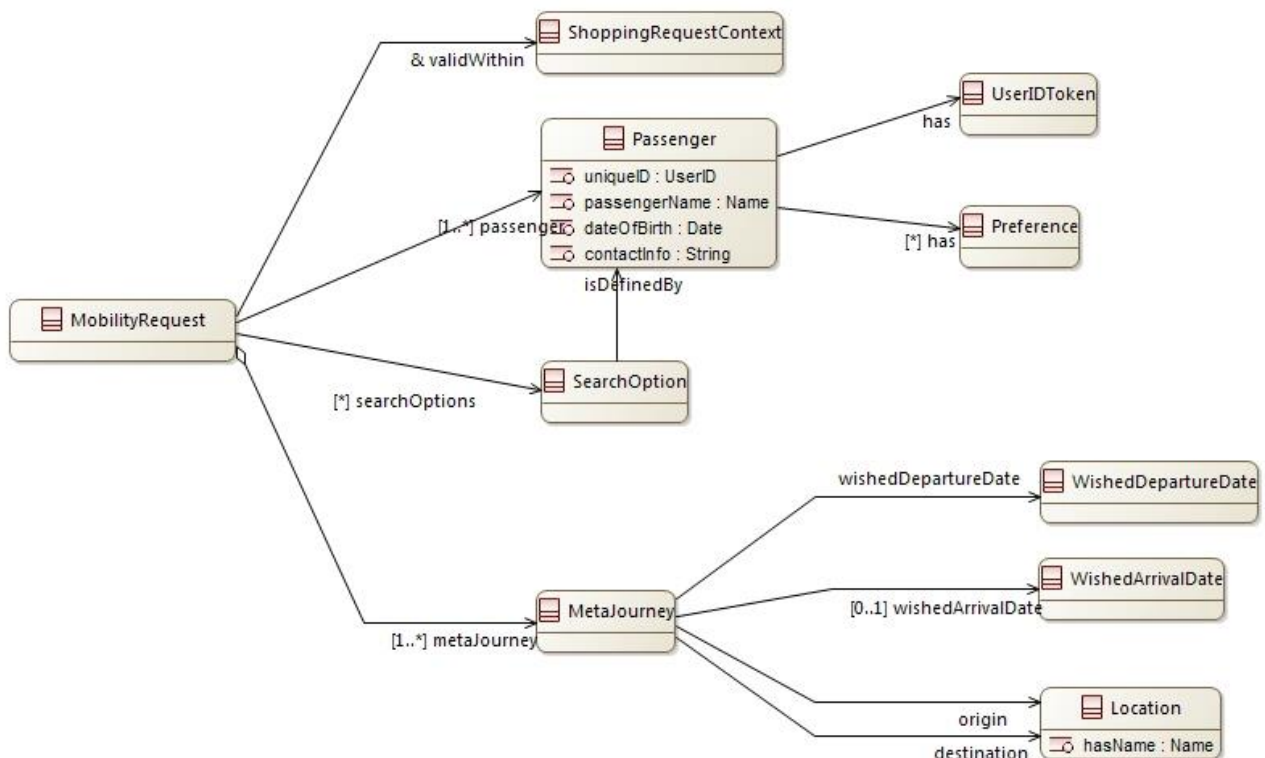 ShoppingRequestContext
& validWithin
UserIDToken
has
Passenger
uniqueID : UserID
passengerName : Name
dateOfBirth : Date
contactInfo : String
[1..*] passenger
Preference
[*] has
isDefinedBy
MobilityRequest
SearchOption
[*] searchOptions
wishedDepartureDate
WishedDepartureDate
WishedArrivalDate
[0..1] wishedArrivalDate
MetaJourney
[1..*] metaJourney
Location
origin
hasName : Name
destination